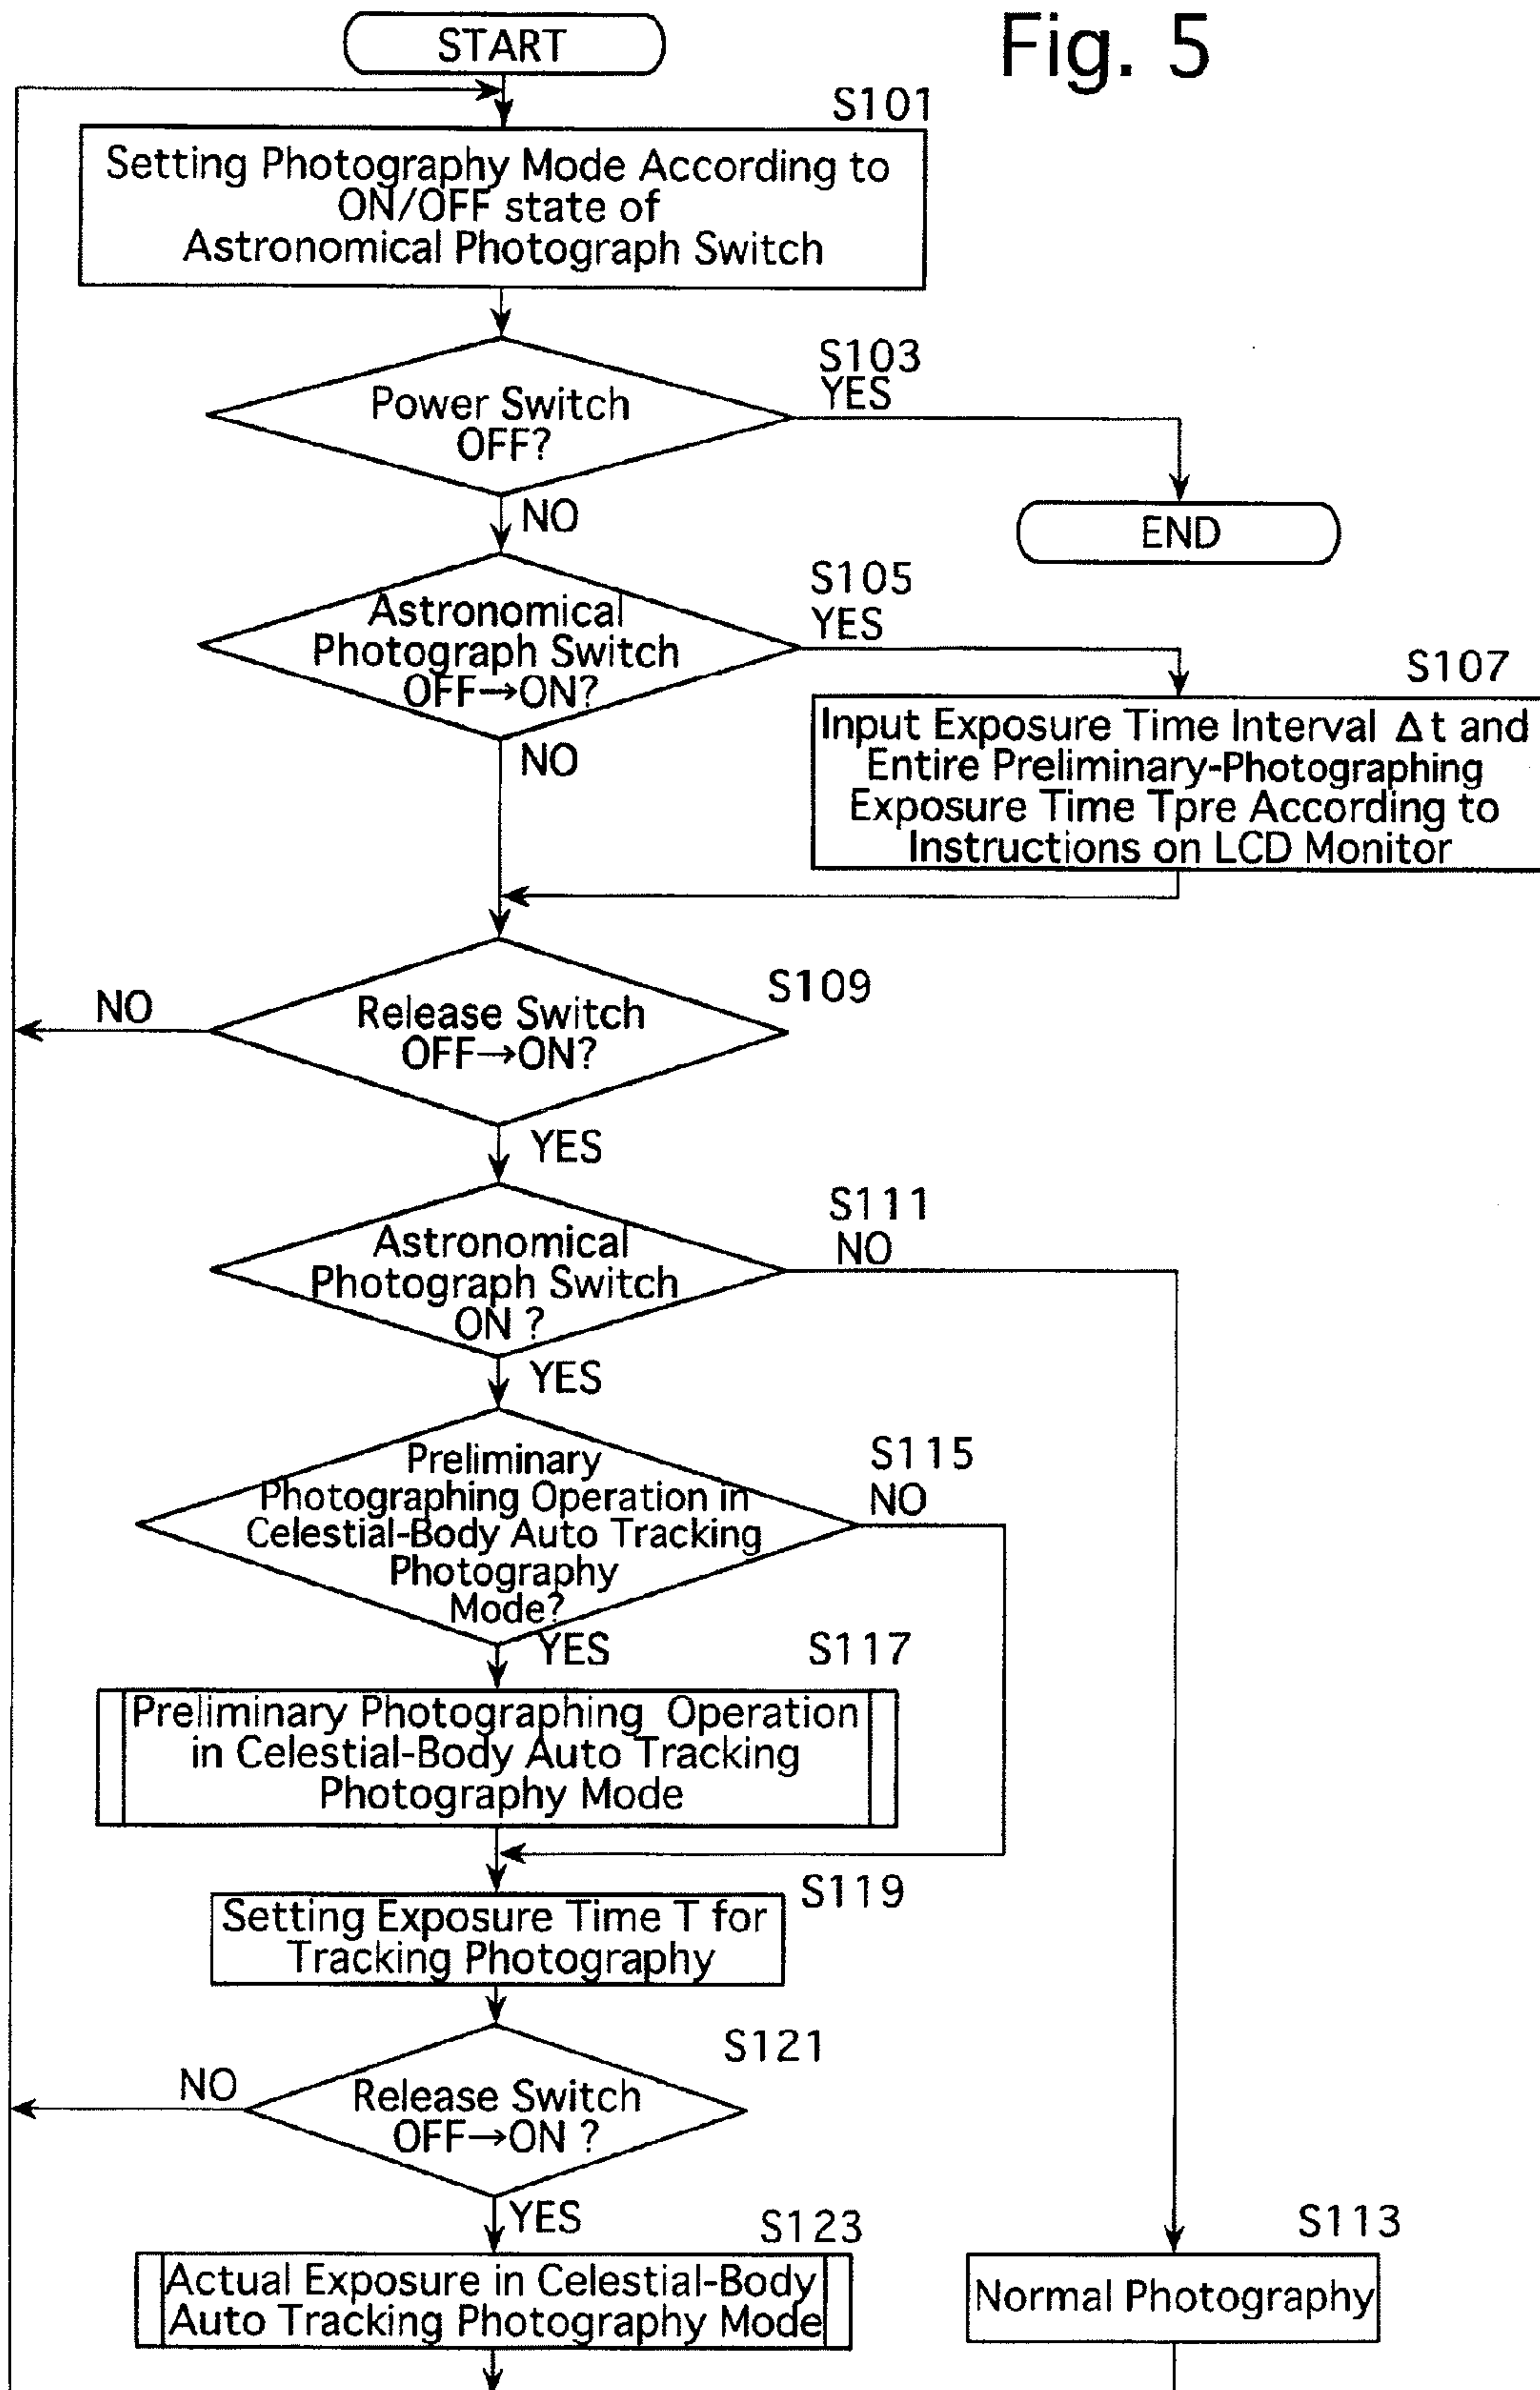 Fig. 5
START
S101
Setting Photography Mode According to
ON/OFF state of
Astronomical Photograph Switch
S103
YES
Power Switch
OFF?
NO
END
S105
YES
Astronomical
Photograph Switch
OFF→ON?
NO
S107
Input Exposure Time Interval Δt and
Entire Preliminary-Photographing
Exposure Time Tpre According to
Instructions on LCD Monitor
S109
NO
Release Switch
OFF→ON?
YES
S111
NO
Astronomical
Photograph Switch
ON ?
YES
S115
NO
Preliminary
Photographing Operation in
Celestial-Body Auto Tracking
Photography
Mode?
YES
S117
Preliminary Photographing Operation
in Celestial-Body Auto Tracking
Photography Mode
S119
Setting Exposure Time T for
Tracking Photography
S121
NO
Release Switch
OFF→ON ?
YES
S123
Actual Exposure in Celestial-Body
Auto Tracking Photography Mode
S113
Normal Photography